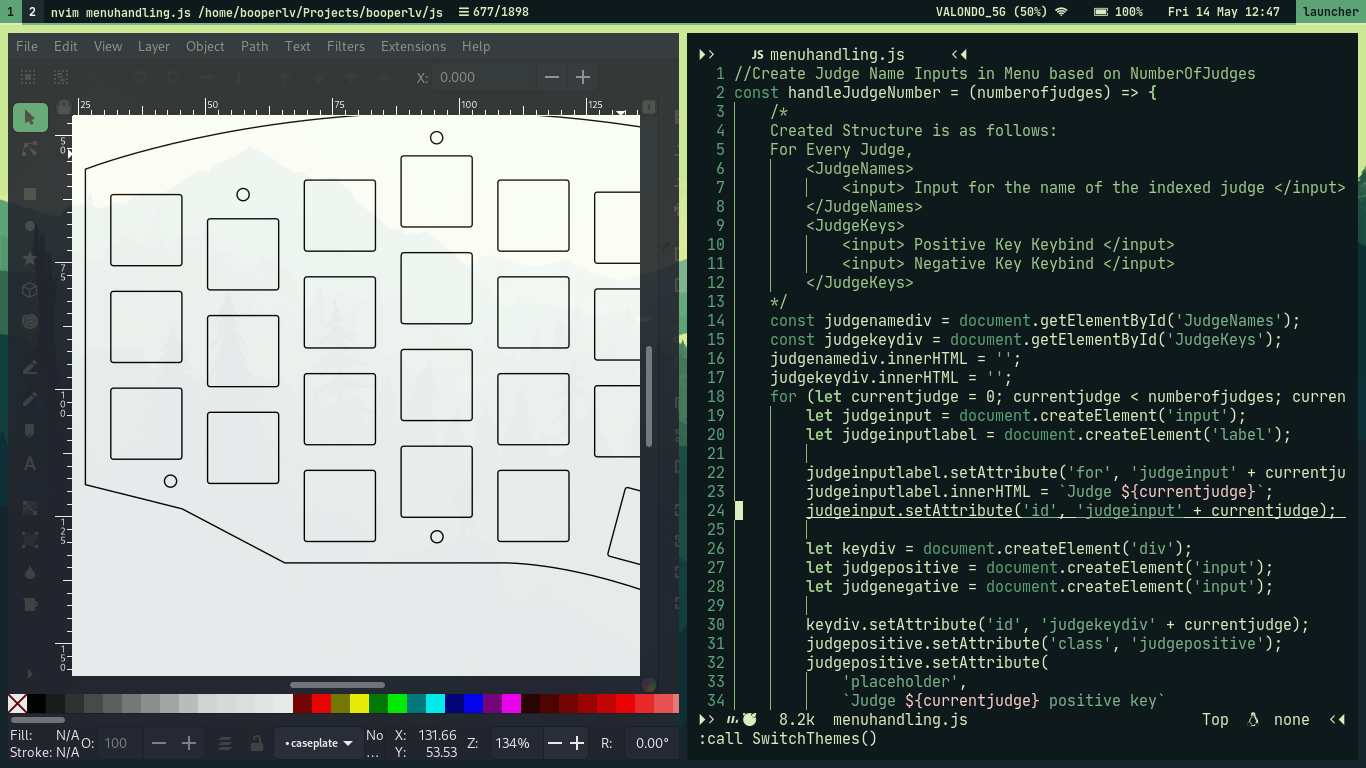 1 2 nvim menuhandling.js /home/booperlv/Projects/booperlv/js ☰ 677/1898 VALONDO_5G (50%) 100% Fri 14 May 12:47 launcher
File Edit View Layer Object Path Text Filters Extensions Help
X: 0.000
25 50 75 100 125
50
75
100
125
150
Fill: N/A
Stroke: N/A
O: 100
•caseplate
No
...
X: 131.66
Y: 53.53
Z: 134%
R: 0.00°
JS menuhandling.js
1 //Create Judge Name Inputs in Menu based on NumberOfJudges
2 const handleJudgeNumber = (numberofjudges) => {
3     /*
4     Created Structure is as follows:
5     For Every Judge,
6         <JudgeNames>
7             <input> Input for the name of the indexed judge </input>
8         </JudgeNames>
9         <JudgeKeys>
10             <input> Positive Key Keybind </input>
11             <input> Negative Key Keybind </input>
12         </JudgeKeys>
13     */
14     const judgenamediv = document.getElementById('JudgeNames');
15     const judgekeydiv = document.getElementById('JudgeKeys');
16     judgenamediv.innerHTML = '';
17     judgekeydiv.innerHTML = '';
18     for (let currentjudge = 0; currentjudge < numberofjudges; curren
19         let judgeinput = document.createElement('input');
20         let judgeinputlabel = document.createElement('label');
21
22         judgeinputlabel.setAttribute('for', 'judgeinput' + currentju
23         judgeinputlabel.innerHTML = `Judge ${currentjudge}`;
24         judgeinput.setAttribute('id', 'judgeinput' + currentjudge);
25
26         let keydiv = document.createElement('div');
27         let judgepositive = document.createElement('input');
28         let judgenegative = document.createElement('input');
29
30         keydiv.setAttribute('id', 'judgekeydiv' + currentjudge);
31         judgepositive.setAttribute('class', 'judgepositive');
32         judgepositive.setAttribute(
33             'placeholder',
34             `Judge ${currentjudge} positive key`
8.2k menuhandling.js Top none
:call SwitchThemes()